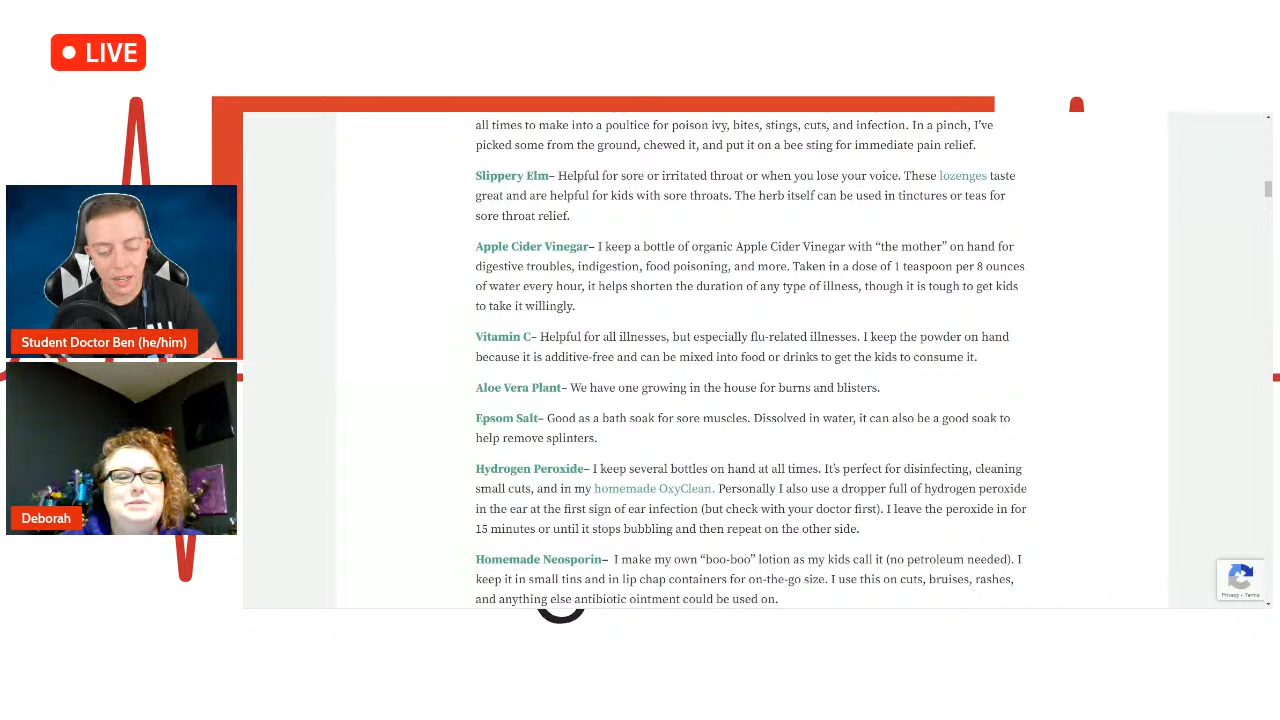 LIVE
all times to make into a poultice for poison ivy, bites, stings, cuts, and infection. In a pinch, I’ve
picked some from the ground, chewed it, and put it on a bee sting for immediate pain relief.
Slippery Elm– Helpful for sore or irritated throat or when you lose your voice. These lozenges taste
great and are helpful for kids with sore throats. The herb itself can be used in tinctures or teas for
sore throat relief.
Apple Cider Vinegar– I keep a bottle of organic Apple Cider Vinegar with “the mother” on hand for
digestive troubles, indigestion, food poisoning, and more. Taken in a dose of 1 teaspoon per 8 ounces
of water every hour, it helps shorten the duration of any type of illness, though it is tough to get kids
to take it willingly.
Vitamin C– Helpful for all illnesses, but especially flu-related illnesses. I keep the powder on hand
because it is additive-free and can be mixed into food or drinks to get the kids to consume it.
Aloe Vera Plant– We have one growing in the house for burns and blisters.
Epsom Salt– Good as a bath soak for sore muscles. Dissolved in water, it can also be a good soak to
help remove splinters.
Hydrogen Peroxide– I keep several bottles on hand at all times. It’s perfect for disinfecting, cleaning
small cuts, and in my homemade OxyClean. Personally I also use a dropper full of hydrogen peroxide
in the ear at the first sign of ear infection (but check with your doctor first). I leave the peroxide in for
15 minutes or until it stops bubbling and then repeat on the other side.
Homemade Neosporin– I make my own “boo-boo” lotion as my kids call it (no petroleum needed). I
keep it in small tins and in lip chap containers for on-the-go size. I use this on cuts, bruises, rashes,
and anything else antibiotic ointment could be used on.
Student Doctor Ben (he/him)
Deborah
Privacy - Terms